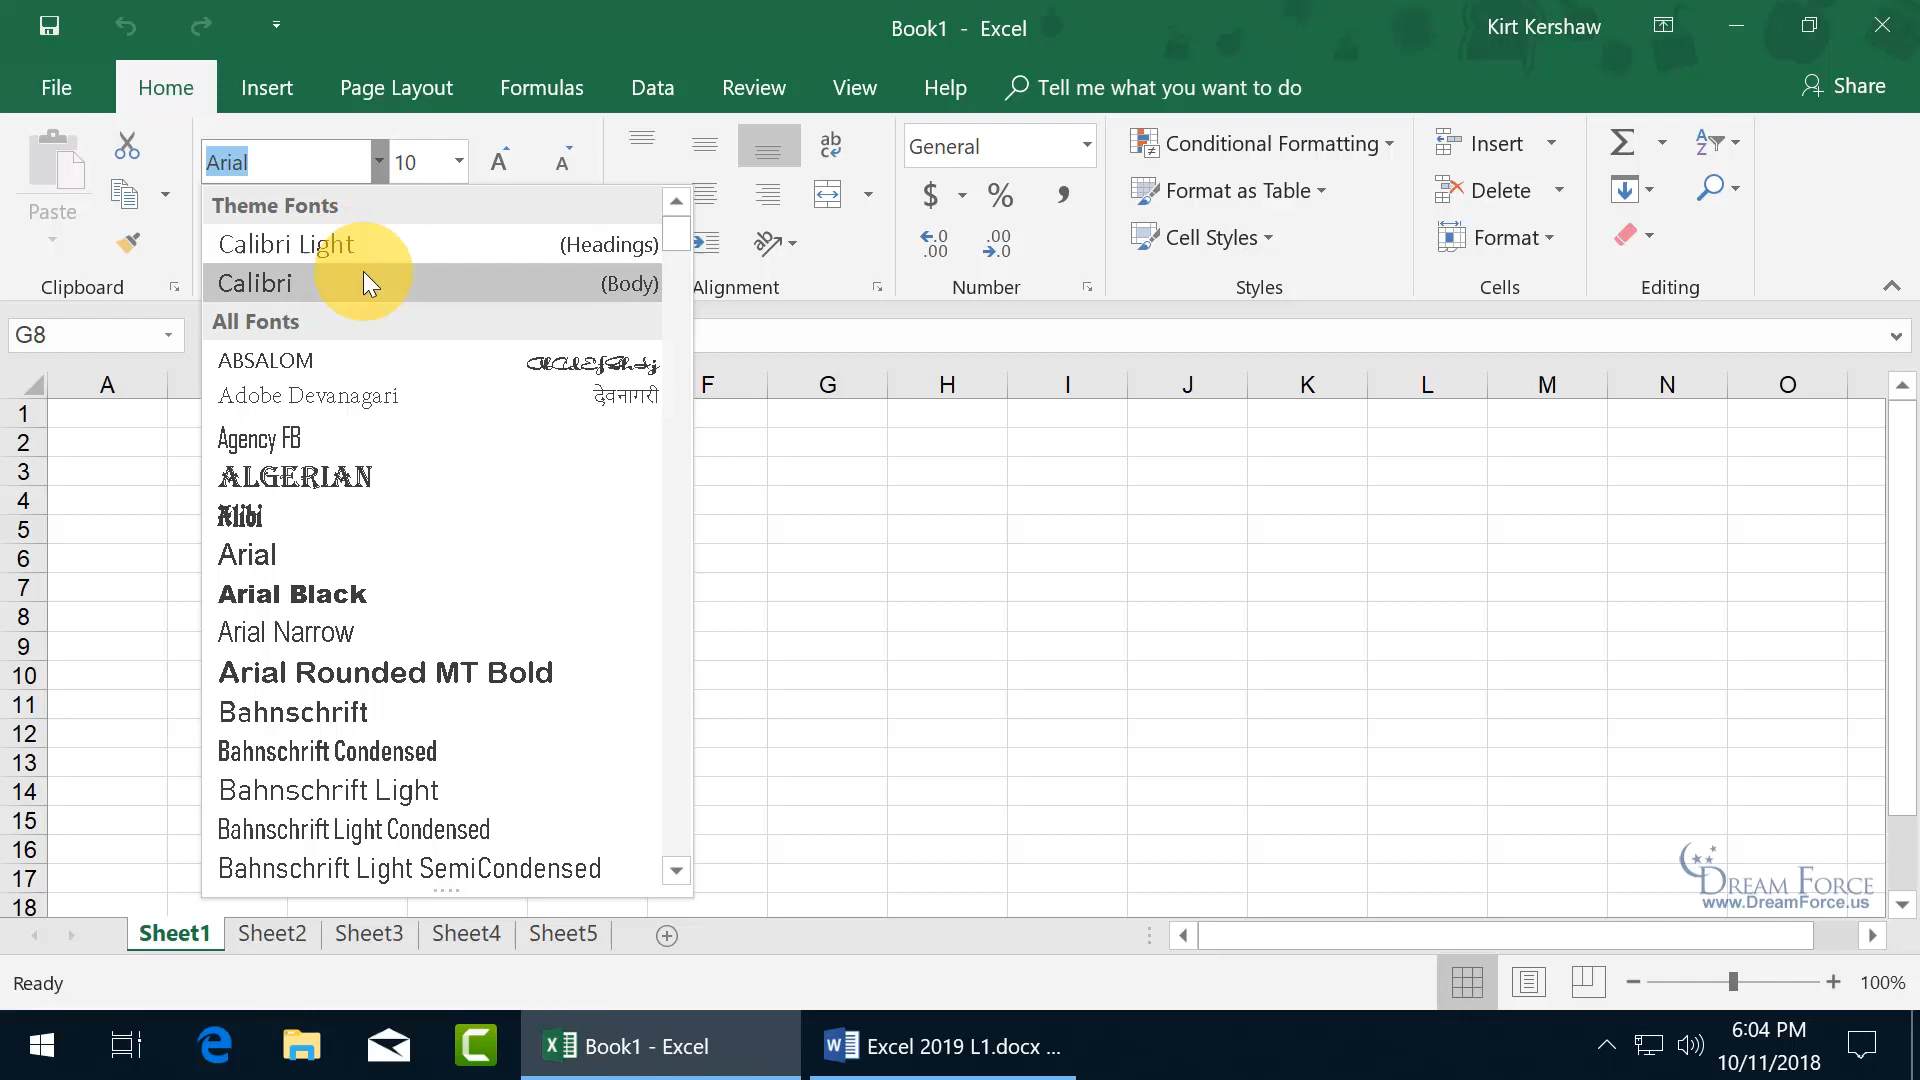 Book1 - Excel
Kirt Kershaw
File Home Insert Page Layout Formulas Data Review View Help Tell me what you want to do Share
Paste
Clipboard
Arial 10
General
$ % ,
Alignment
Number
Conditional Formatting
Format as Table
Cell Styles
Styles
Insert
Delete
Format
Cells
Editing
G8
Theme Fonts
Calibri Light (Headings)
Calibri (Body)
All Fonts
ABSALOM
Adobe Devanagari देवनागरी
Agency FB
ALGERIAN
Alibi
Arial
Arial Black
Arial Narrow
Arial Rounded MT Bold
Bahnschrift
Bahnschrift Condensed
Bahnschrift Light
Bahnschrift Light Condensed
Bahnschrift Light SemiCondensed
A F G H I J K L M N O
1
2
3
4
5
6
7
8
9
10
11
12
13
14
15
16
17
18
DREAM FORCE
www.DreamForce.us
Sheet1 Sheet2 Sheet3 Sheet4 Sheet5
Ready
100%
Book1 - Excel
Excel 2019 L1.docx ...
6:04 PM
10/11/2018